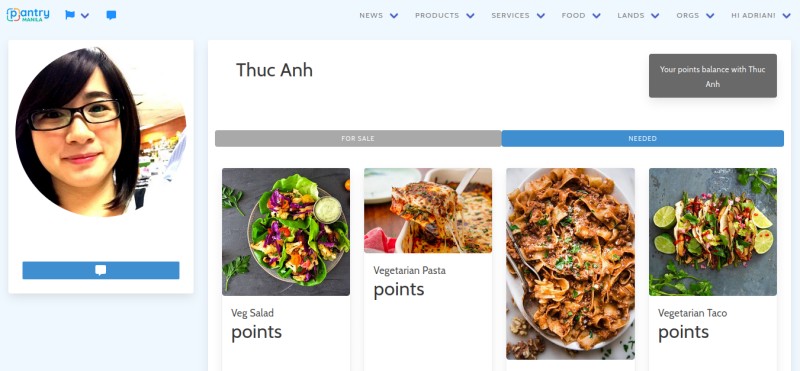 pantry
MANILA
NEWS
PRODUCTS
SERVICES
FOOD
LANDS
ORGS
HI ADRIANI
Thuc Anh
Your points balance with Thuc
Anh
FOR SALE
NEEDED
Veg Salad
points
Vegetarian Pasta
points
Vegetarian Taco
points